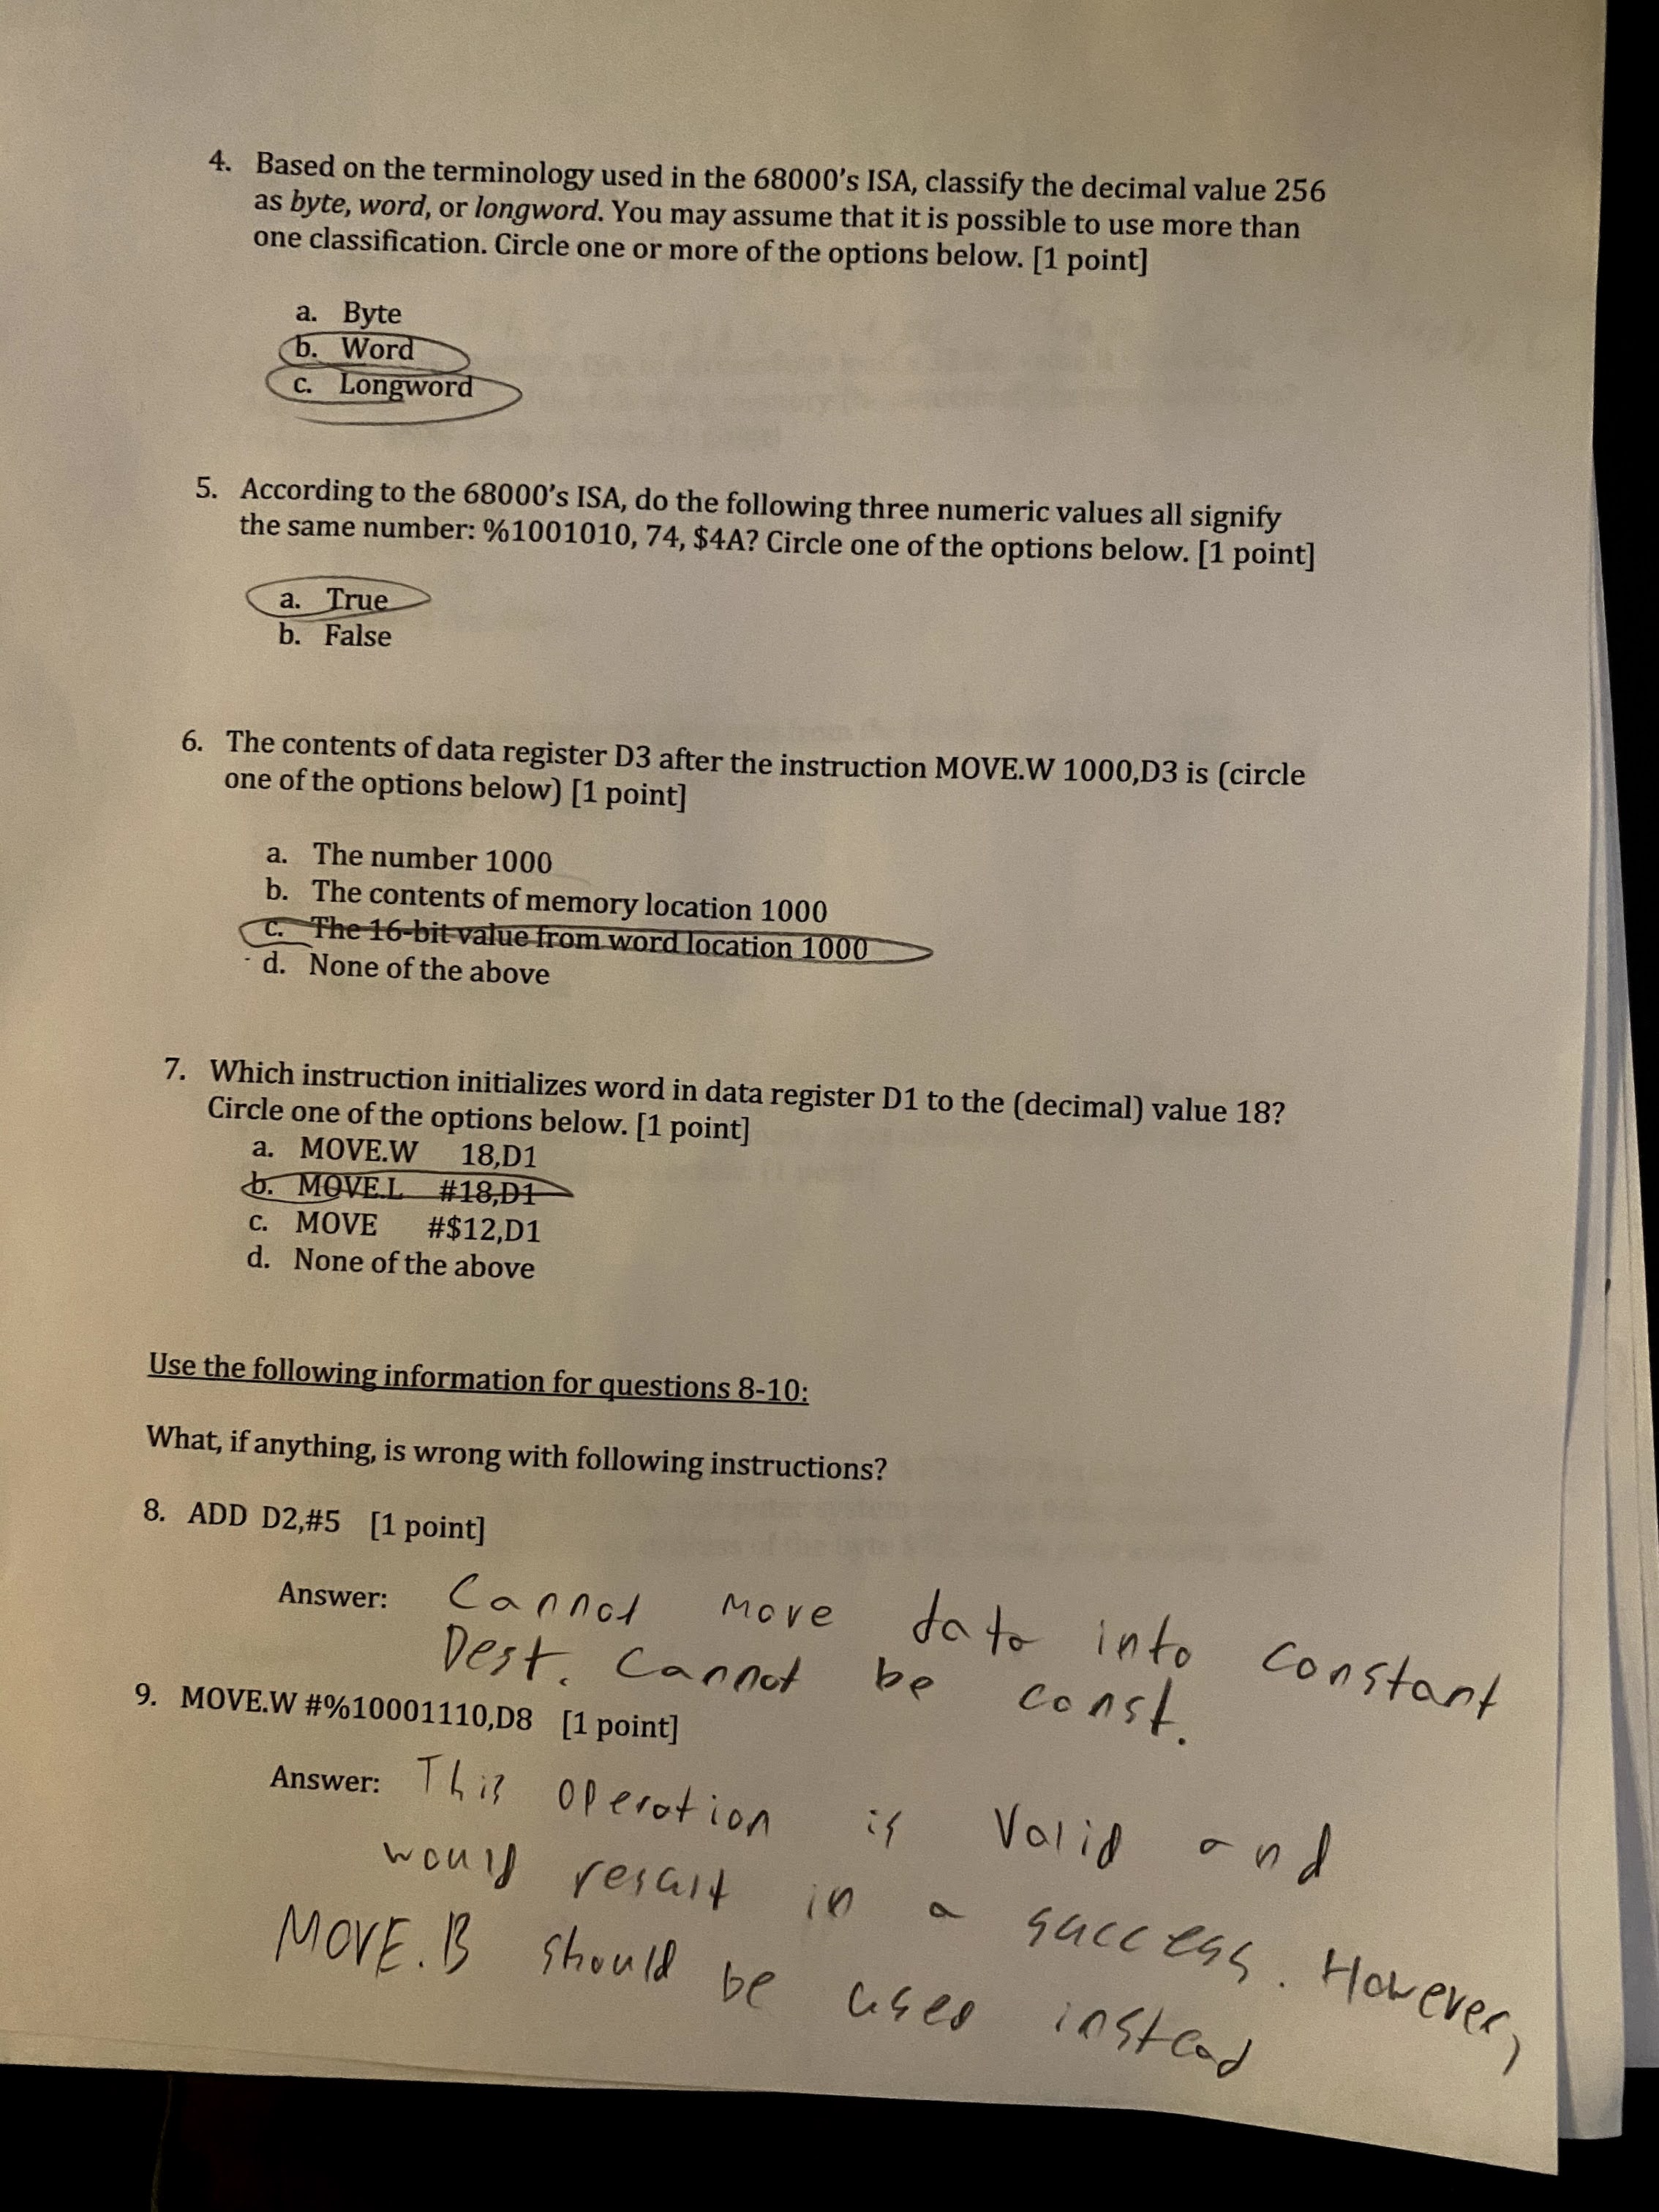 4. Based on the terminology used in the 68000's ISA, classify the decimal value 256
as byte, word, or longword. You may assume that it is possible to use more than
one classification. Circle one or more of the options below. [1 point]
a. Byte
b. Word
c. Longword
5. According to the 68000's ISA, do the following three numeric values all signify
the same number: %1001010, 74, $4A? Circle one of the options below. [1 point]
a. True
b. False
6. The contents of data register D3 after the instruction MOVE.W 1000,D3 is (circle
one of the options below) [1 point]
a. The number 1000
b. The contents of memory location 1000
c. The 16-bit value from word location 1000
d. None of the above
7. Which instruction initializes word in data register D1 to the (decimal) value 18?
Circle one of the options below. [1 point]
a. MOVE.W 18,D1
b. MOVE.L #18,D1
c. MOVE #$12,D1
d. None of the above
Use the following information for questions 8-10:
What, if anything, is wrong with following instructions?
8. ADD D2,#5 [1 point]
Answer: Cannot move data into constant
Dest. Cannot be const.
9. MOVE.W #%10001110,D8 [1 point]
Answer: This operation is Valid and
would result in a success. However,
MOVE.B should be used instead